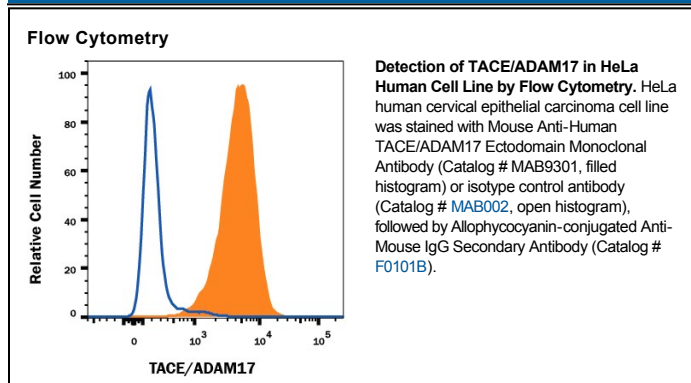 Flow Cytometry
100
80
60
40
20
0
Relative Cell Number
0 10³ 10⁴ 10⁵
TACE/ADAM17
Detection of TACE/ADAM17 in HeLa
Human Cell Line by Flow Cytometry. HeLa
human cervical epithelial carcinoma cell line
was stained with Mouse Anti-Human
TACE/ADAM17 Ectodomain Monoclonal
Antibody (Catalog # MAB9301, filled
histogram) or isotype control antibody
(Catalog # MAB002, open histogram),
followed by Allophycocyanin-conjugated Anti-
Mouse IgG Secondary Antibody (Catalog #
F0101B).